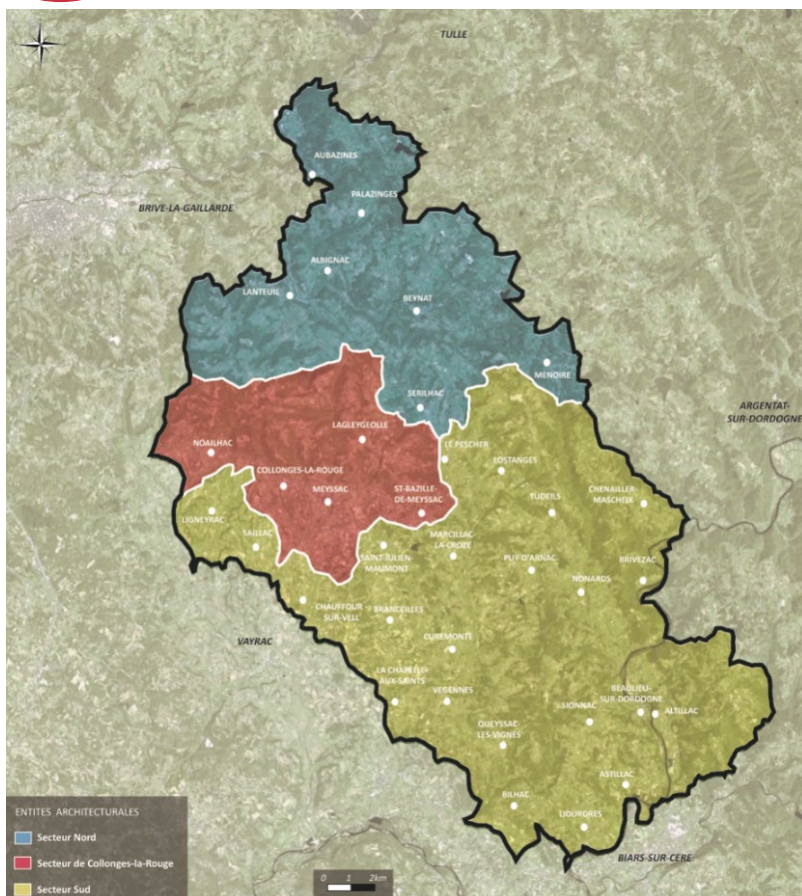 TULLE
AUBAZINES
PALAZINGES
BRIVE-LA-GAILLARDE
ALBIGNAC
LANTEUIL
BEYNAT
MENOIRE
SERILHAC
ARGENTAT-
SUR-DORDOGNE
LAGLEYGEOLLE
NOAILHAC
LE PESCHER
LOSTANGES
COLLONGES-LA-ROUGE
MEYSSAC
ST-BAZILLE-
DE-MEYSSAC
CHENAILLER-
MASCHEIX
TUDEILS
LIGNEYRAC
SAILLAC
SAINT-JULIEN-
MAUMONT
MARCILLAC-
LA-CROZE
PUY-D'ARNAC
BRIVEZAC
NONARDS
CHAUFFOUR
SUR-VELL
BRANCEILLES
VAYRAC
CUREMONTE
LA CHAPELLE-
AUX-SAINTS
VEGENNES
BEAULIEU-
SUR-DORDOGNE
ALTILLAC
SIONNAC
QUEYSSAC-
LES-VIGNES
ASTILLAC
BILHAC
LIOURDRES
BIARS-SUR-CERE
ENTITES ARCHITECTURALES
Secteur Nord
Secteur de Collonges-la-Rouge
Secteur Sud
0 1 2km